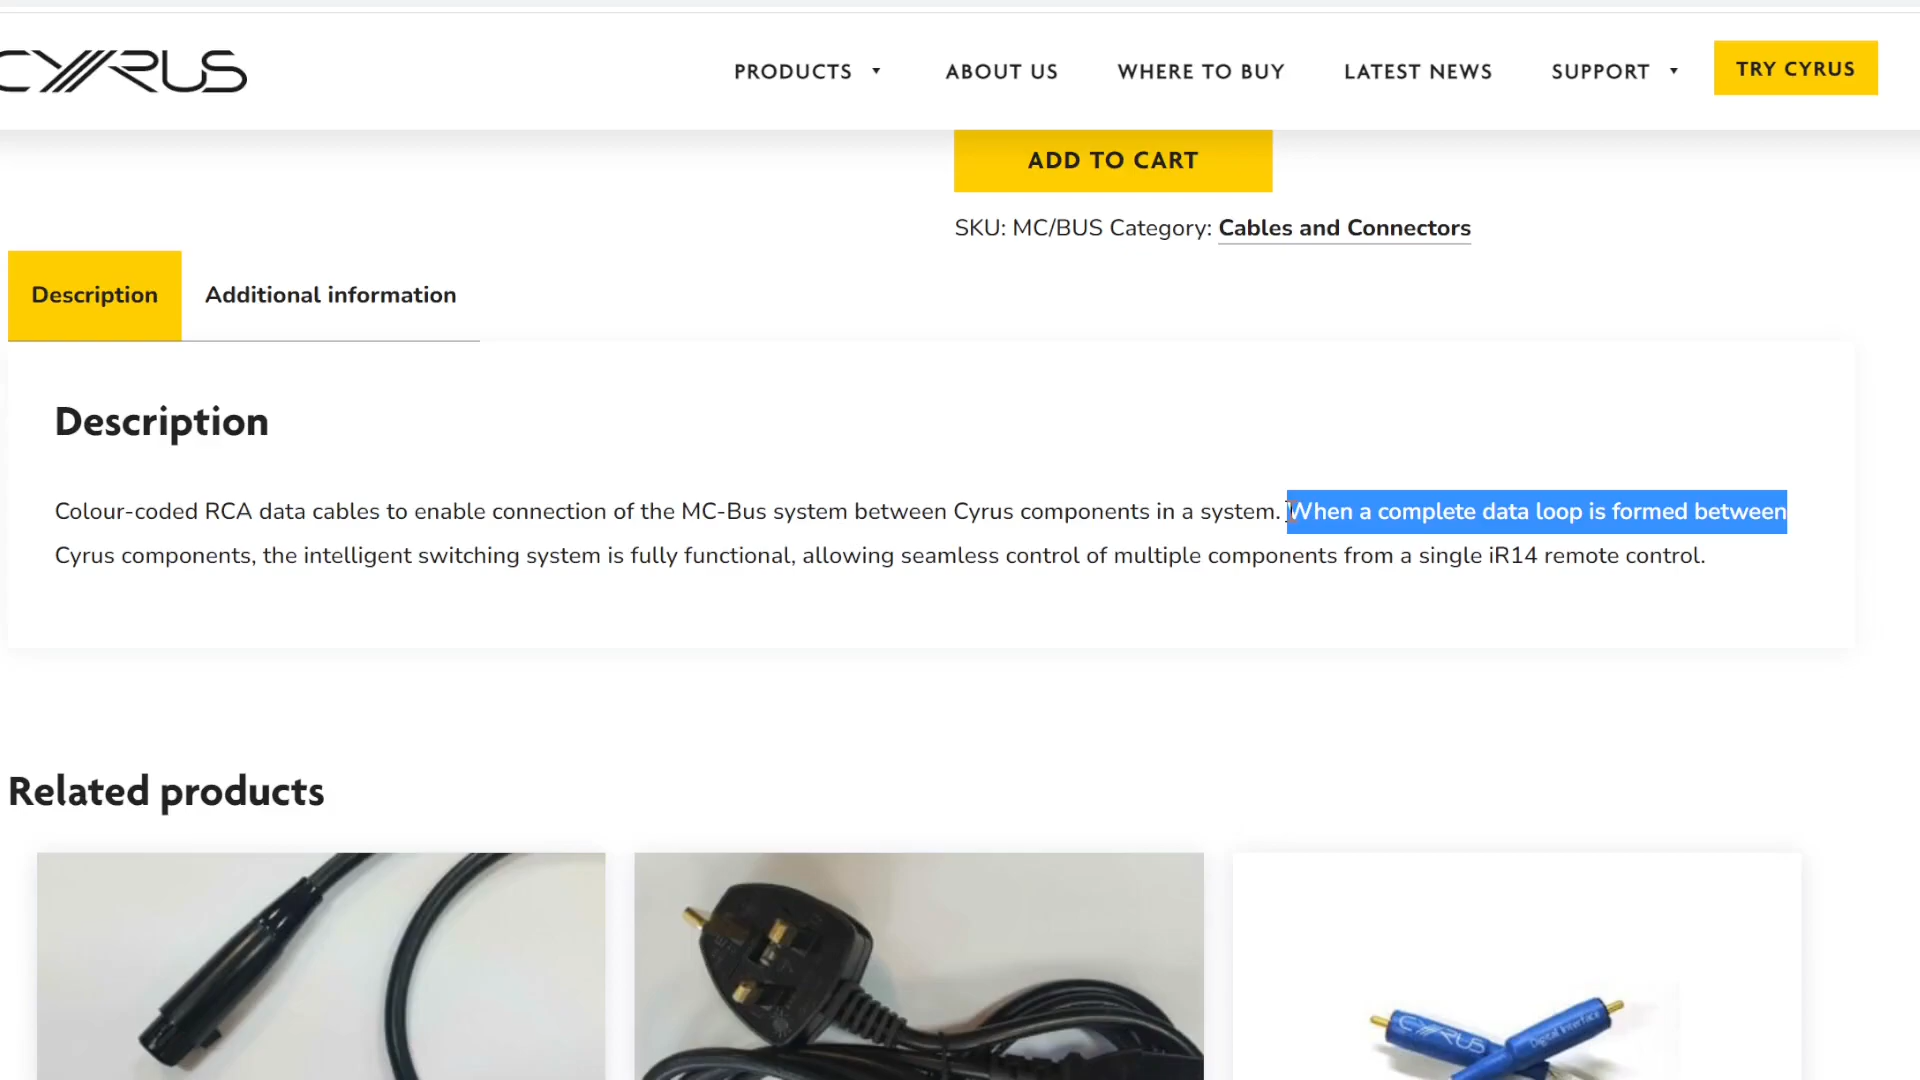 CYRUS
PRODUCTS
ABOUT US
WHERE TO BUY
LATEST NEWS
SUPPORT
TRY CYRUS
ADD TO CART
SKU: MC/BUS Category: Cables and Connectors
Description
Additional information
Description
Colour-coded RCA data cables to enable connection of the MC-Bus system between Cyrus components in a system. When a complete data loop is formed between
Cyrus components, the intelligent switching system is fully functional, allowing seamless control of multiple components from a single iR14 remote control.
Related products
CYRUS
Digital Interface